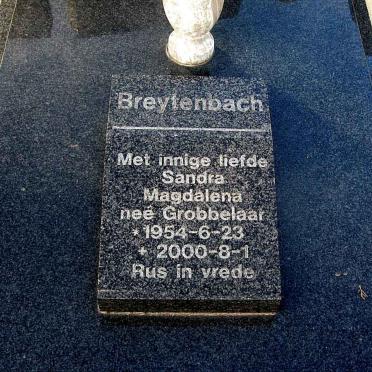 Breytenbach
Met innige liefde
Sandra
Magdalena
neé Grobbelaar
*1954-6-23
+ 2000-8-1
Rus in vrede